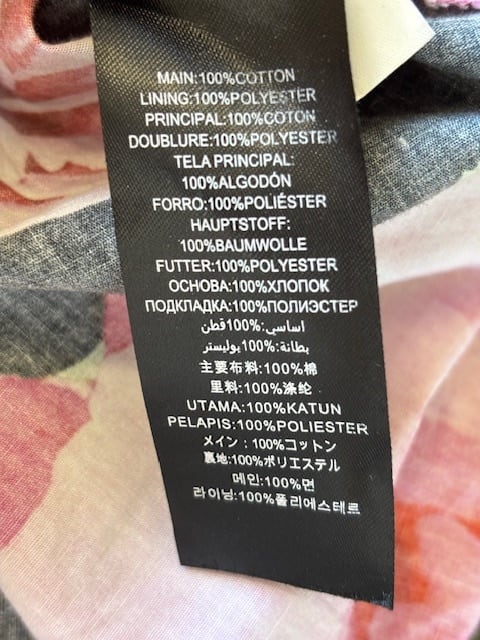 MAIN:100%COTTON
LINING:100%POLYESTER
PRINCIPAL:100%COTON
DOUBLURE:100%POLYESTER
TELA PRINCIPAL:
100%ALGODÓN
FORRO:100%POLIÉSTER
HAUPTSTOFF:
100%BAUMWOLLE
FUTTER:100%POLYESTER
ОСНОВА:100%ХЛОПОК
ПОДКЛАДКА:100%ПОЛИЭСТЕР
اساسي:100%قطن
بطانة:100%بوليستر
主要布料:100%棉
里料:100%涤纶
UTAMA:100%KATUN
PELAPIS:100%POLIESTER
メイン:100%コットン
裏地:100%ポリエステル
메인:100%면
라이닝:100%폴리에스테르